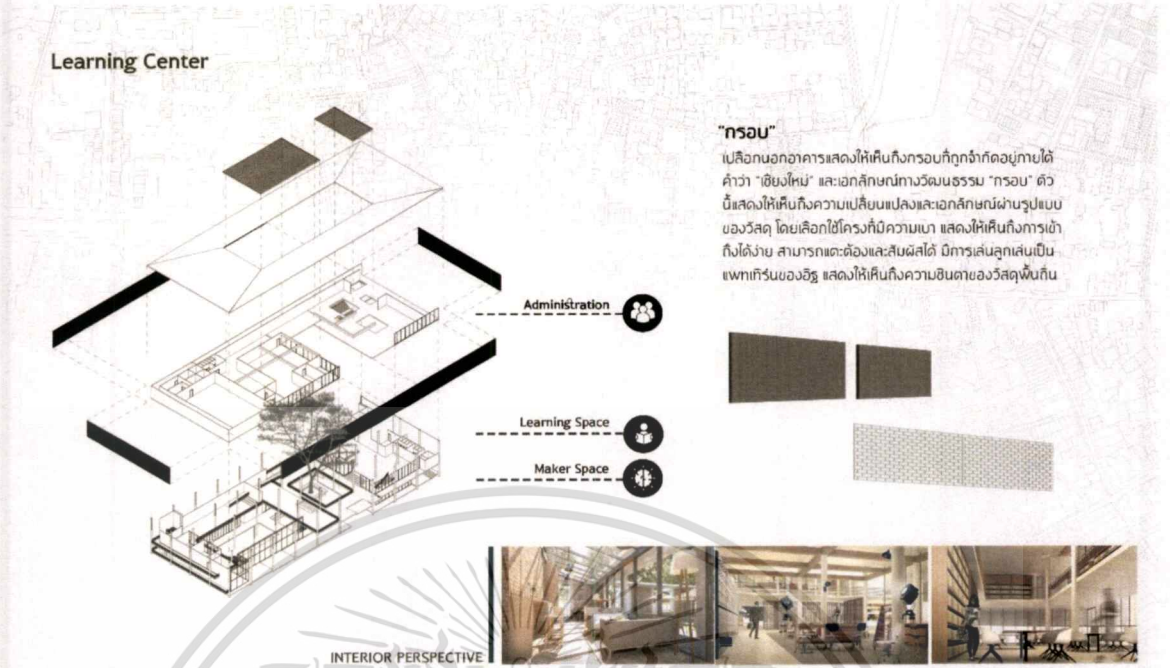 Learning Center
"กรอบ"
เปลือกนอกอาคารแสดงให้เห็นถึงกรอบที่ถูกจำกัดอยู่ภายใต้
คำว่า "เชียงใหม่" และเอกลักษณ์ทางวัฒนธรรม "กรอบ" ตัว
นี้แสดงให้เห็นถึงความเปลี่ยนแปลงและเอกลักษณ์ผ่านรูปแบบ
ของวัสดุ โดยเลือกใช้โครงที่มีความเบา แสดงให้เห็นถึงการเข้า
ถึงได้ง่าย สามารถแตะต้องและสัมผัสได้ มีการเล่นลูกเล่นเป็น
แพทเทิร์นของอิฐ แสดงให้เห็นถึงความชินตาของวัสดุพื้นถิ่น
Administration
Learning Space
Maker Space
INTERIOR PERSPECTIVE